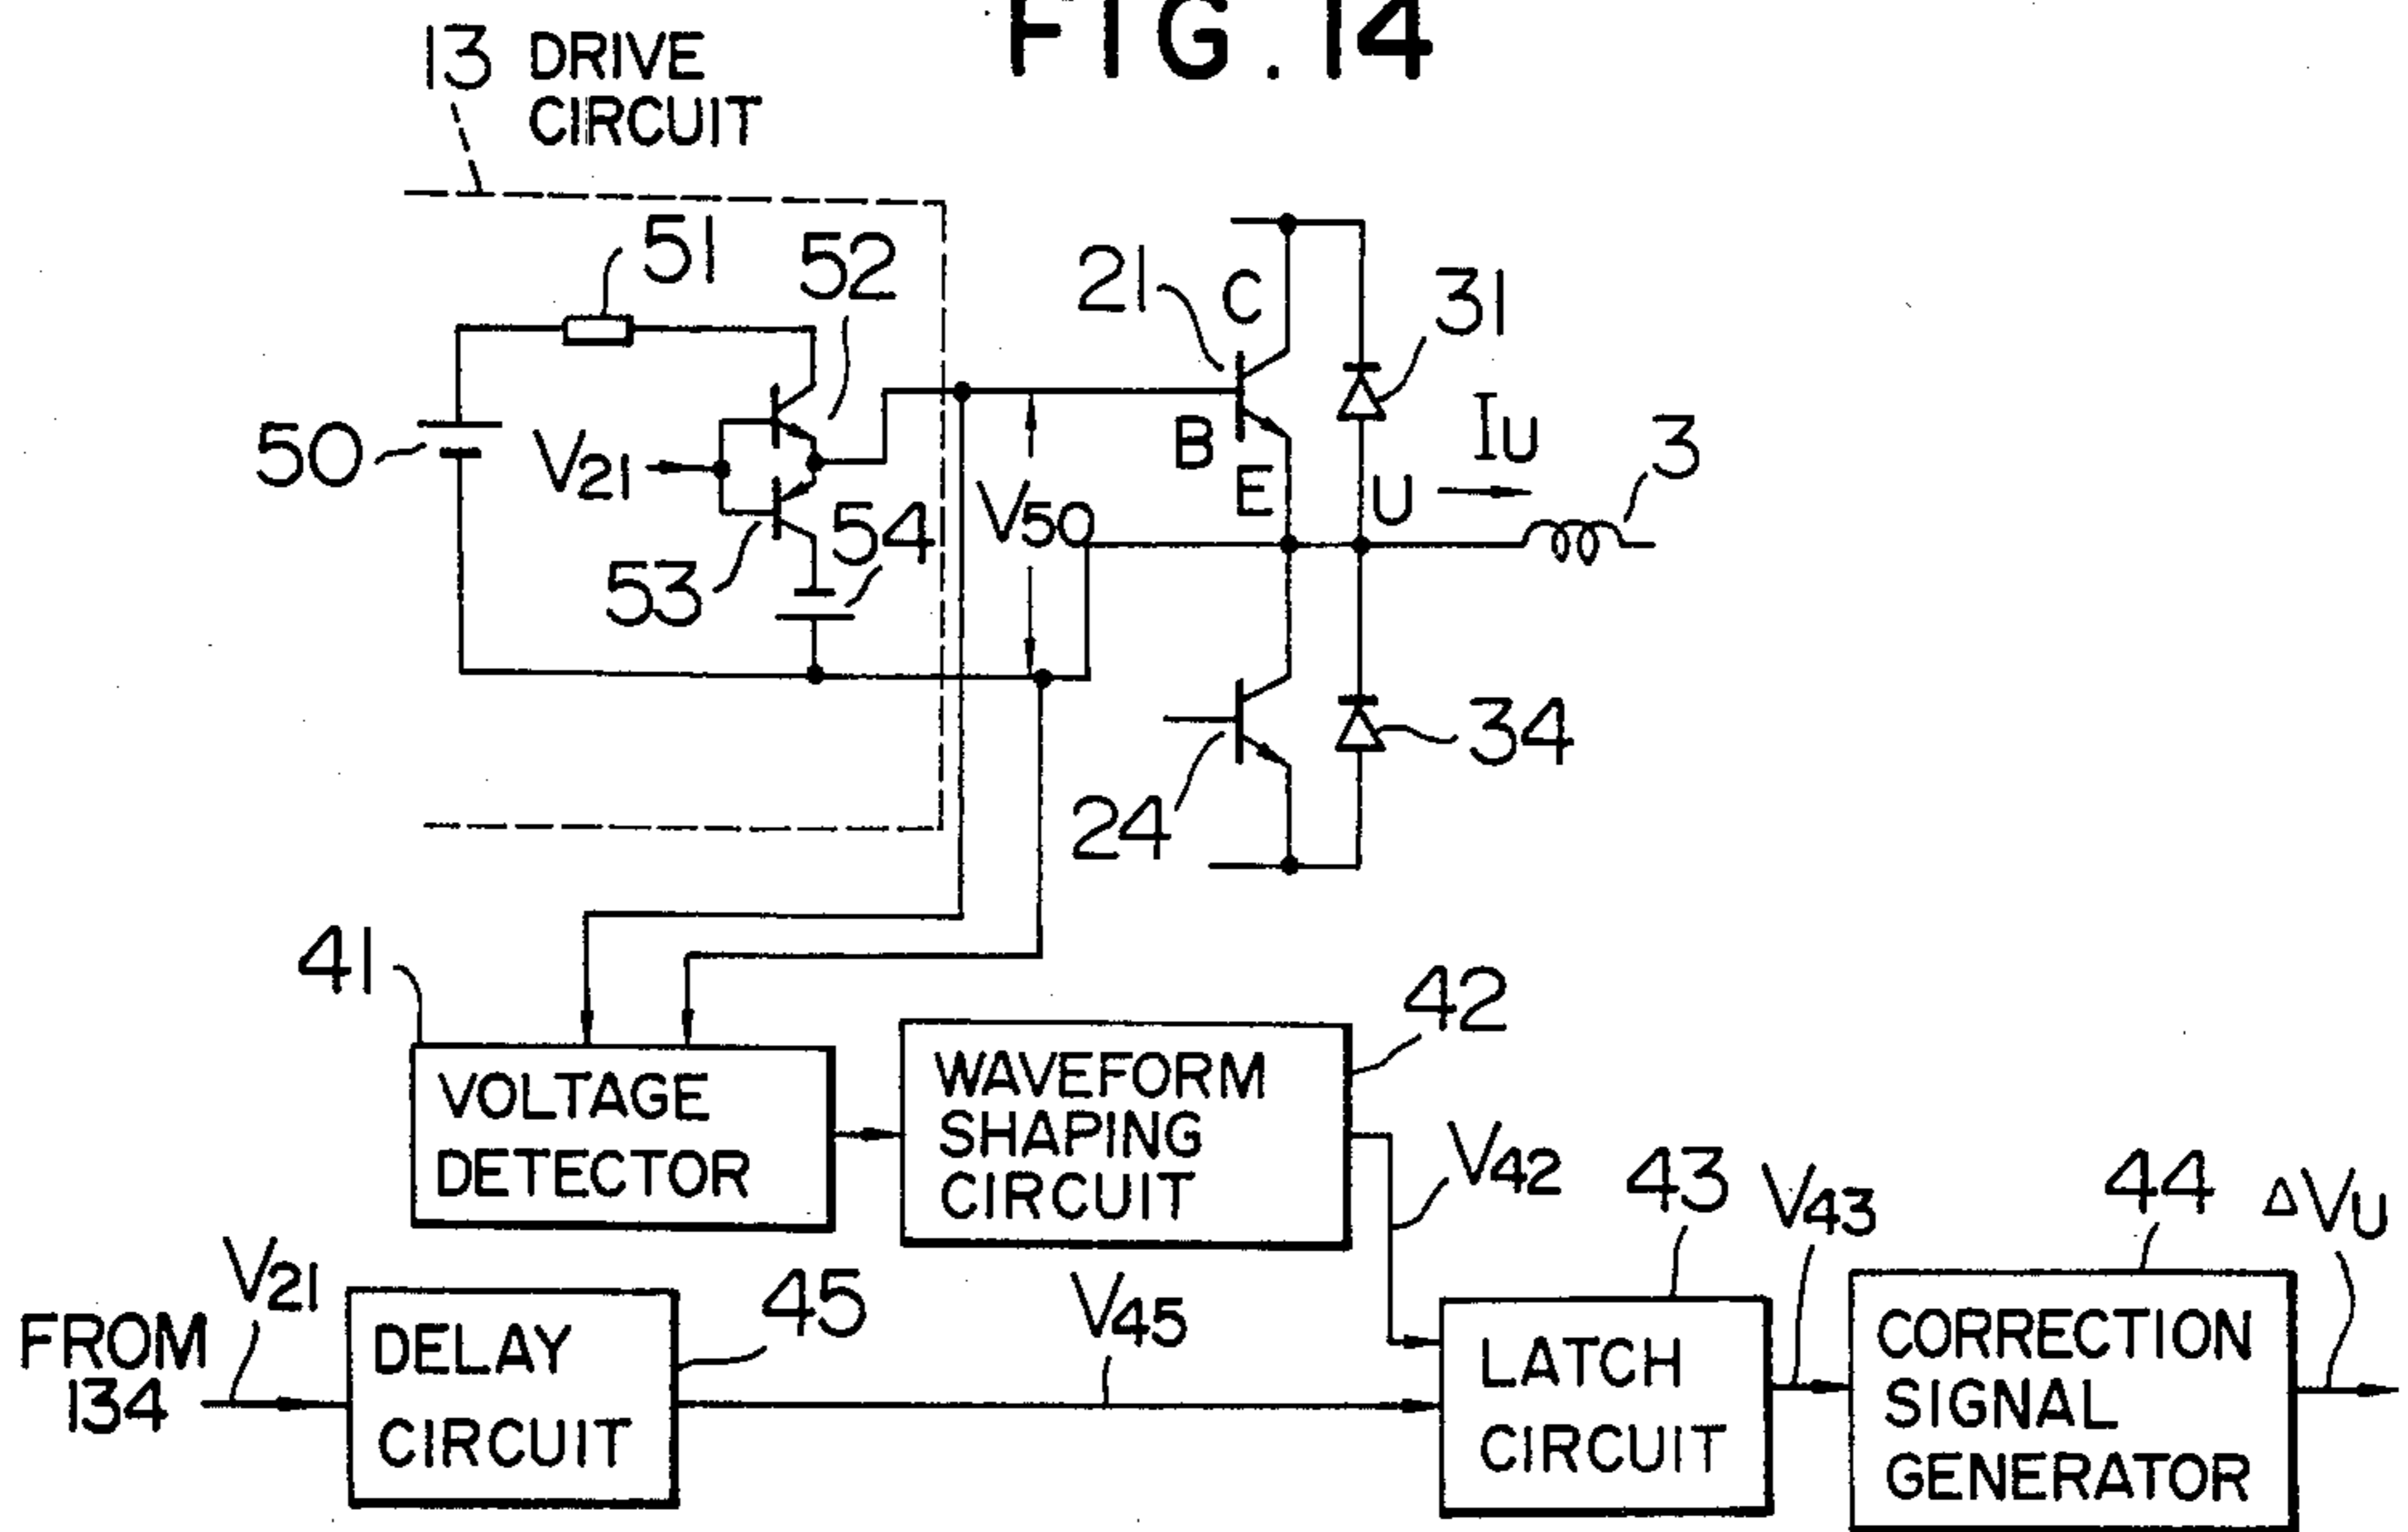 FIG. 14
13 DRIVE
CIRCUIT
51
52
50
V21
53
54
V50
21
C
B
E
31
U
IU
3
24
34
41
VOLTAGE
DETECTOR
42
WAVEFORM
SHAPING
CIRCUIT
V42
43
V43
44
ΔVU
V21
FROM
134
45
DELAY
CIRCUIT
V45
LATCH
CIRCUIT
CORRECTION
SIGNAL
GENERATOR